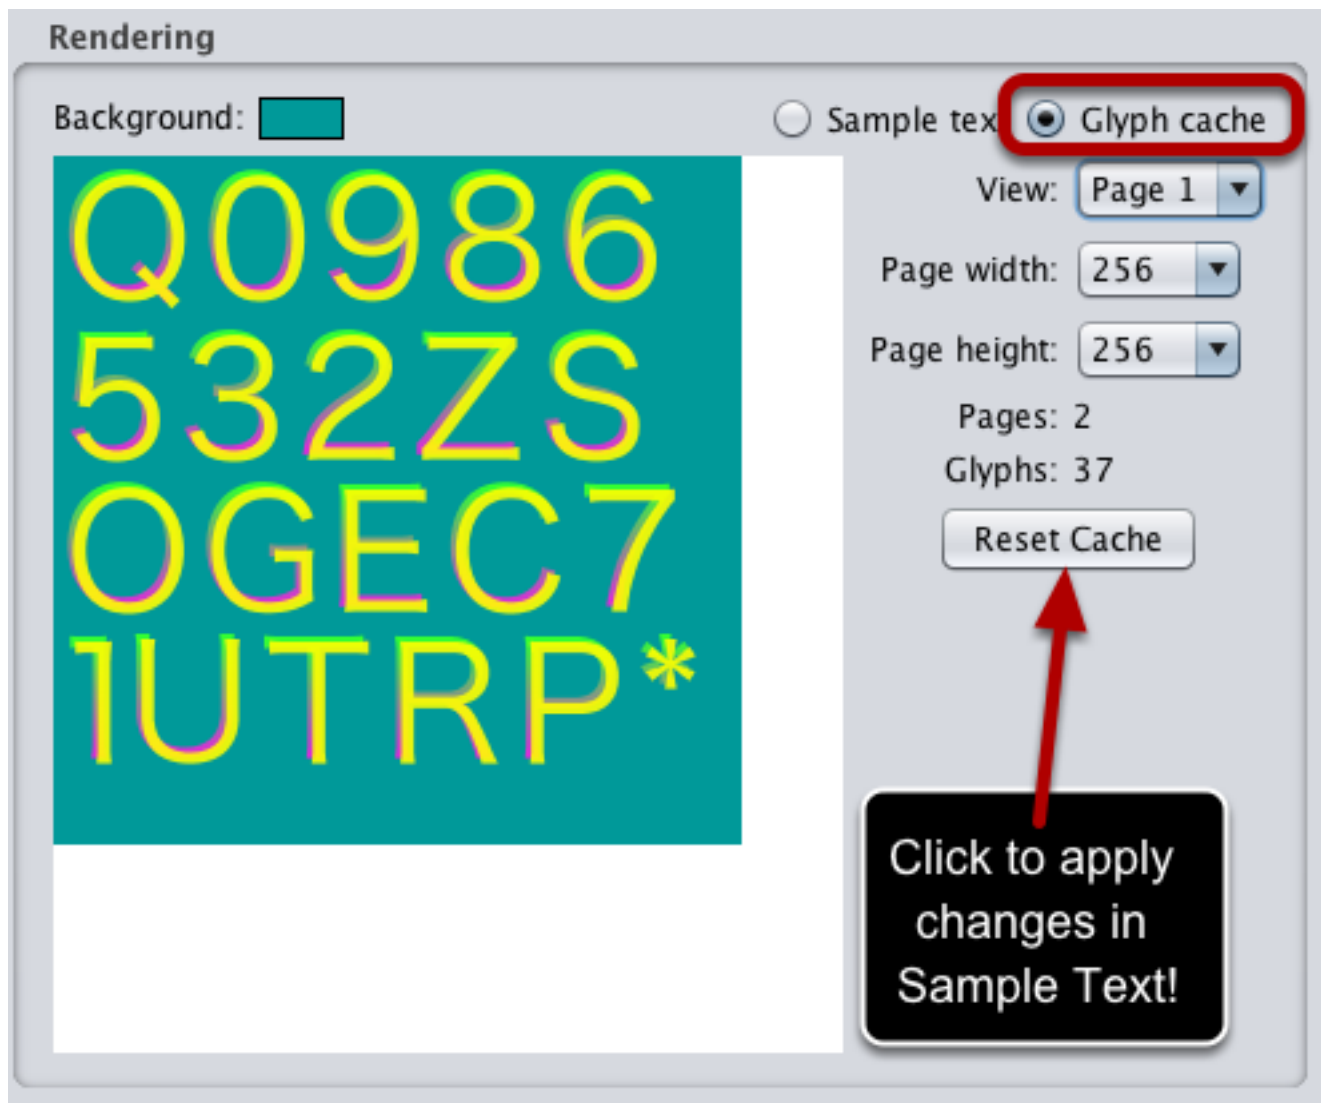 Rendering
Background:
Sample tex
Glyph cache
View: Page 1
Page width: 256
Page height: 256
Pages: 2
Glyphs: 37
Reset Cache
Q0986
532ZS
OGEC7
1UTRP*
Click to apply
changes in
Sample Text!